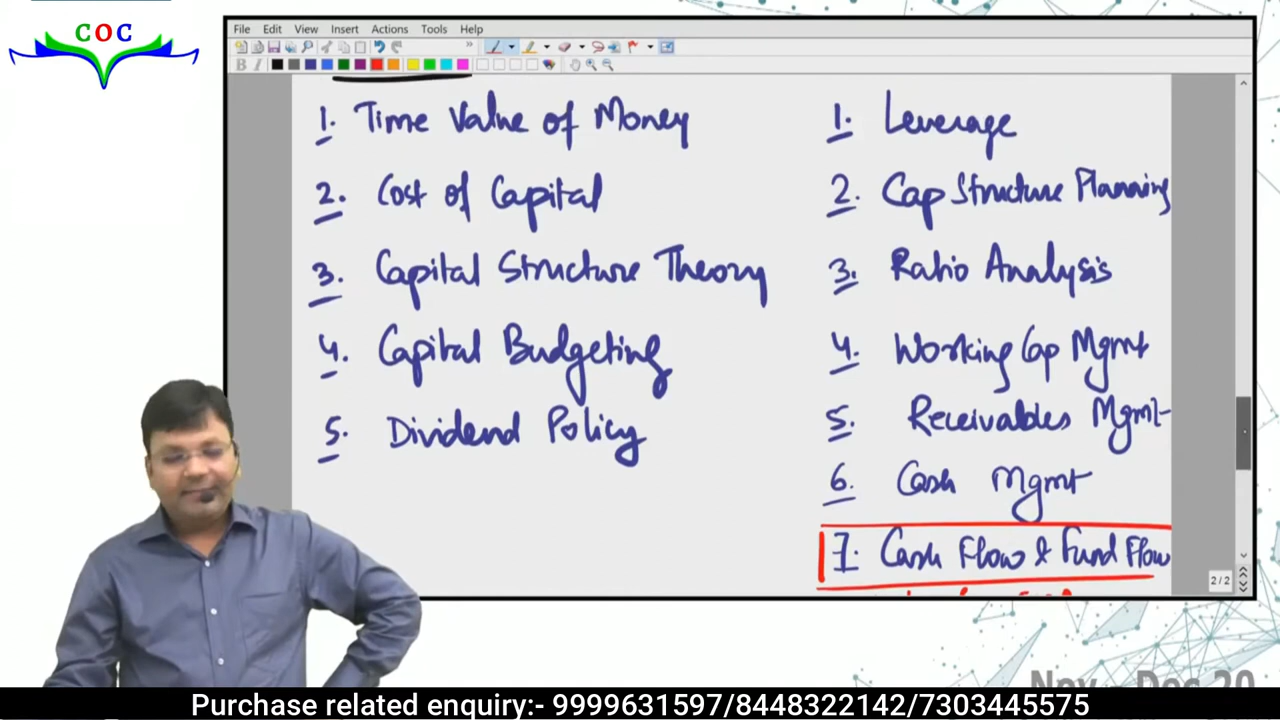 COC
File Edit View Insert Actions Tools Help
1. Time Value of Money
2. Cost of Capital
3. Capital Structure Theory
4. Capital Budgeting
5. Dividend Policy
1. Leverage
2. Cap Structure Planning
3. Ratio Analysis
4. Working Cap Mgmt
5. Receivables Mgmt
6. Cash Mgmt
7. Cash Flow & Fund Flow
2/2
Nov - Dec 20
Purchase related enquiry:- 9999631597/8448322142/7303445575